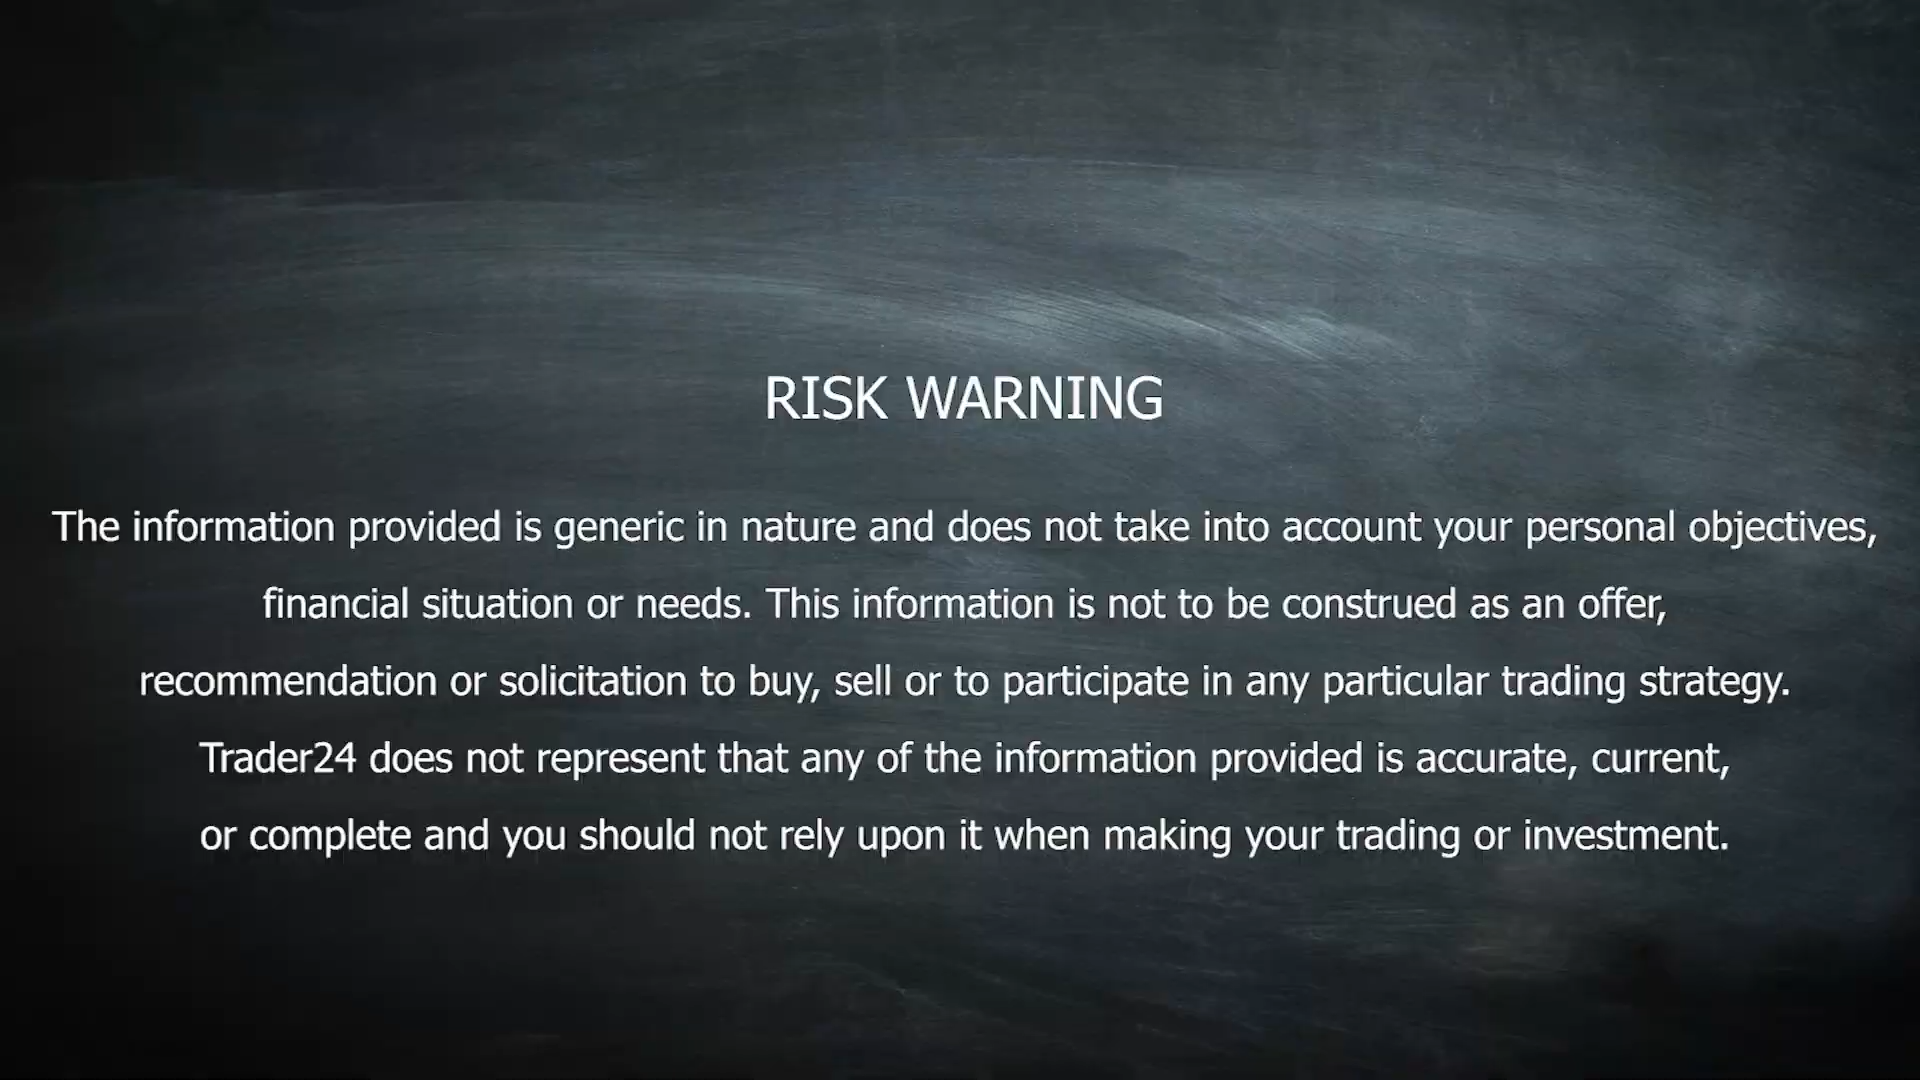 RISK WARNING
The information provided is generic in nature and does not take into account your personal objectives,
financial situation or needs. This information is not to be construed as an offer,
recommendation or solicitation to buy, sell or to participate in any particular trading strategy.
Trader24 does not represent that any of the information provided is accurate, current,
or complete and you should not rely upon it when making your trading or investment.